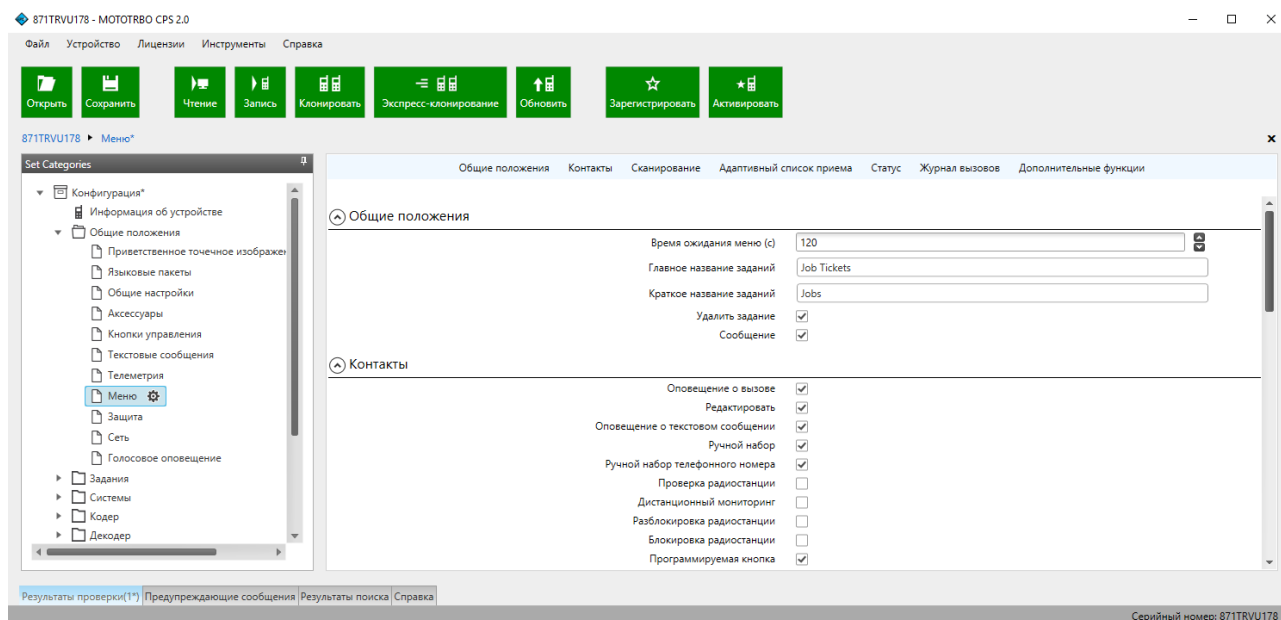 871TRVU178 - MOTOTRBO CPS 2.0
Файл Устройство Лицензии Инструменты Справка
Открыть Сохранить Чтение Запись Клонировать Экспресс-клонирование Обновить Зарегистрировать Активировать
871TRVU178 Меню*
Set Categories
Общие положения Контакты Сканирование Адаптивный список приема Статус Журнал вызовов Дополнительные функции
Конфигурация*
Информация об устройстве
Общие положения
Приветственное точечное изображен
Языковые пакеты
Общие настройки
Аксессуары
Кнопки управления
Текстовые сообщения
Телеметрия
Меню
Защита
Сеть
Голосовое оповещение
Задания
Системы
Кодер
Декодер
Общие положения
Время ожидания меню (с) 120
Главное название заданий Job Tickets
Краткое название заданий Jobs
Удалить задание
Сообщение
Контакты
Оповещение о вызове
Редактировать
Оповещение о текстовом сообщении
Ручной набор
Ручной набор телефонного номера
Проверка радиостанции
Дистанционный мониторинг
Разблокировка радиостанции
Блокировка радиостанции
Программируемая кнопка
Результаты проверки(1*) Предупреждающие сообщения Результаты поиска Справка
Серийный номер: 871TRVU178